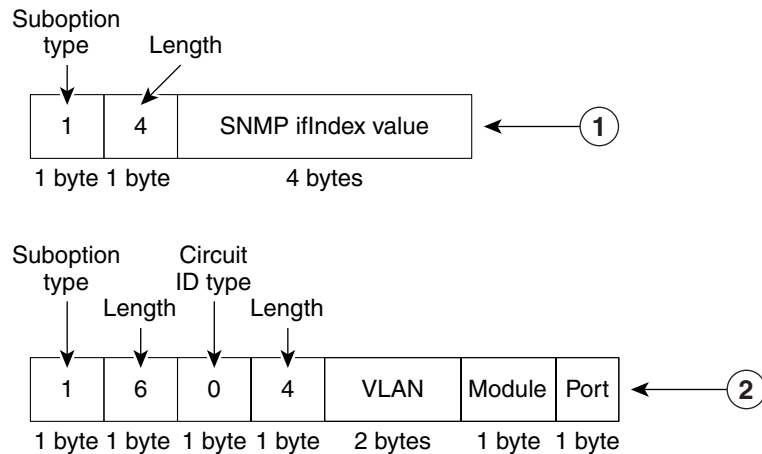 Suboption
type
Length
1 4 SNMP ifIndex value
1
1 byte 1 byte 4 bytes
Suboption
type
Circuit
ID type
Length
Length
1 6 0 4 VLAN Module Port
2
1 byte 1 byte 1 byte 1 byte 2 bytes 1 byte 1 byte